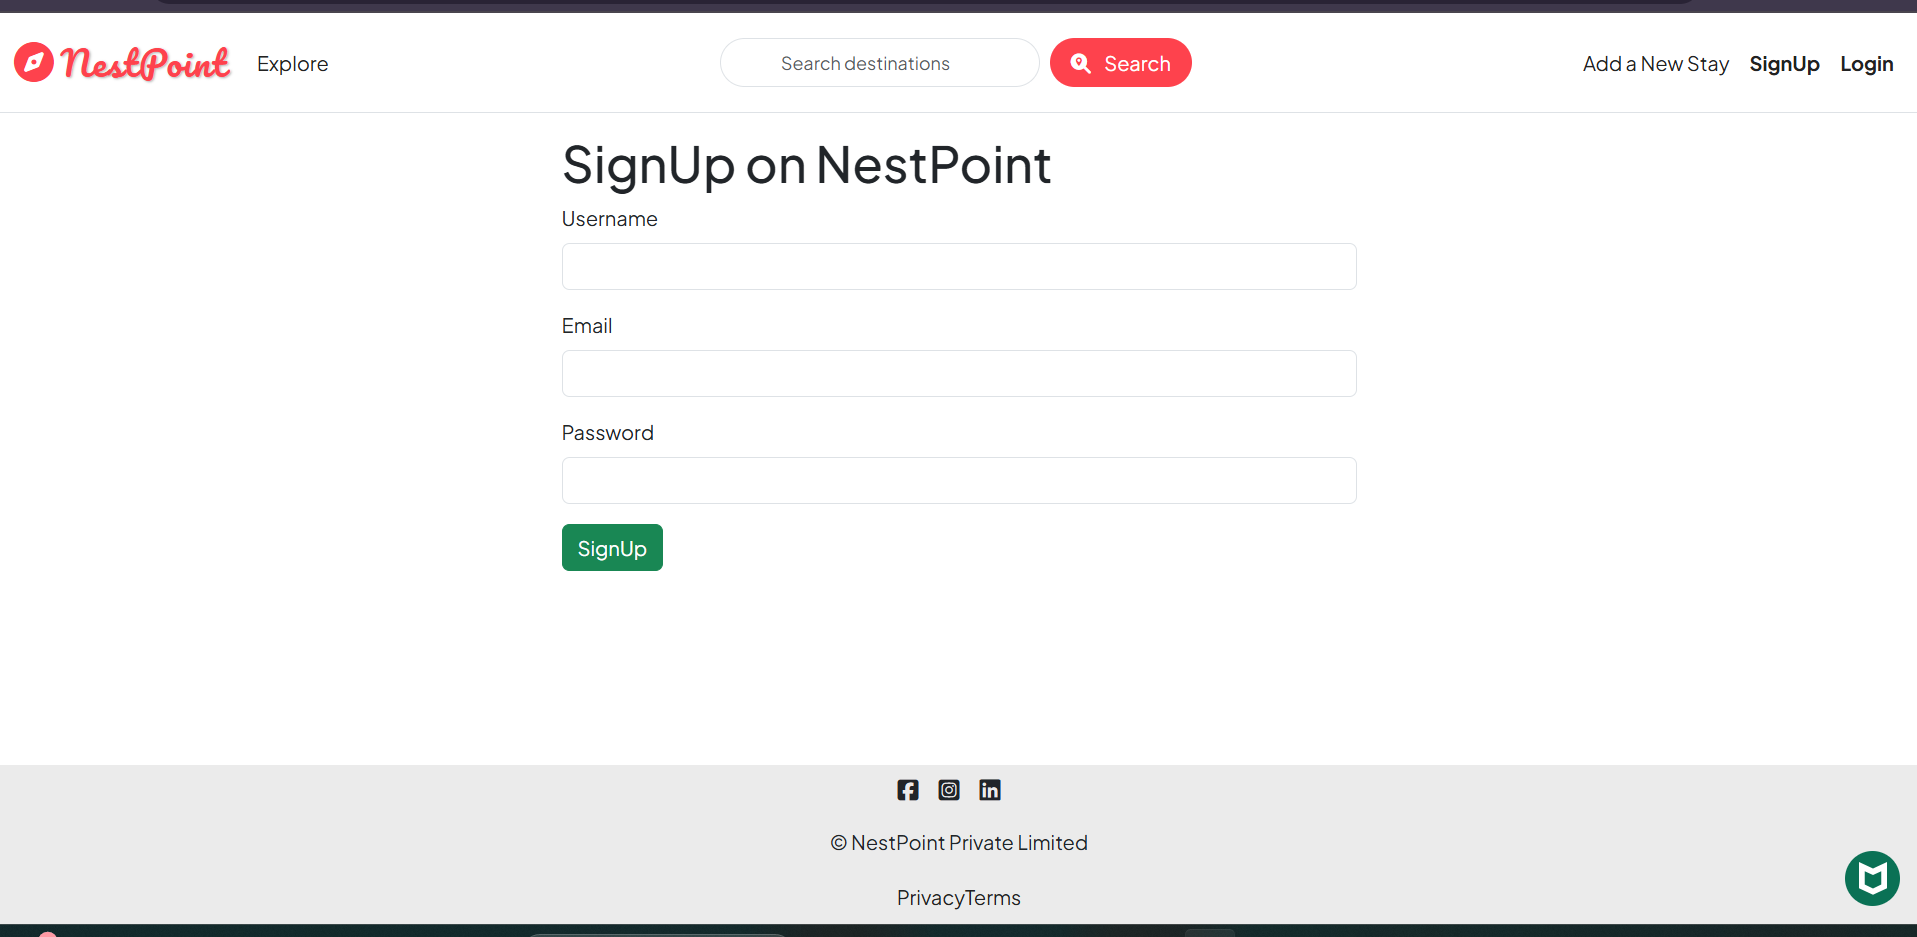 NestPoint Explore Search destinations Search Add a New Stay SignUp Login
SignUp on NestPoint
Username
Email
Password
SignUp
© NestPoint Private Limited
PrivacyTerms